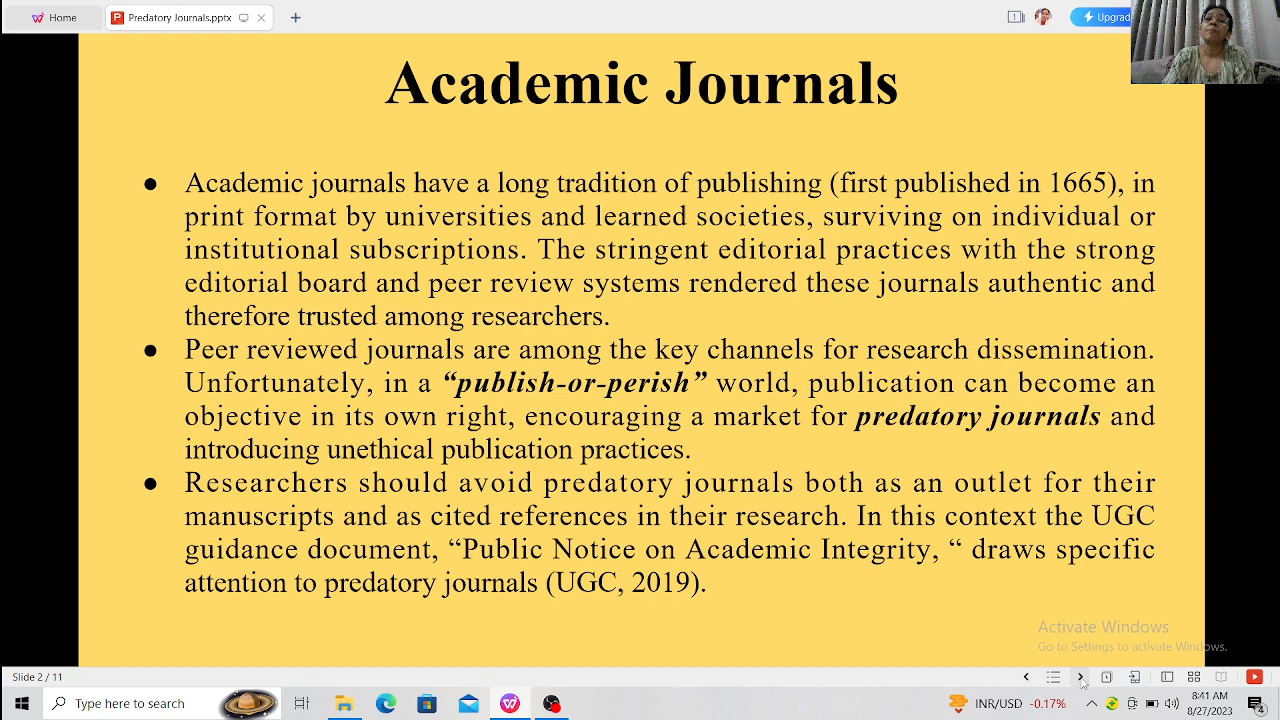 Home
Predatory Journals.pptx
Upgrad
Academic Journals
● Academic journals have a long tradition of publishing (first published in 1665), in
print format by universities and learned societies, surviving on individual or
institutional subscriptions. The stringent editorial practices with the strong
editorial board and peer review systems rendered these journals authentic and
therefore trusted among researchers.
● Peer reviewed journals are among the key channels for research dissemination.
Unfortunately, in a “publish-or-perish” world, publication can become an
objective in its own right, encouraging a market for predatory journals and
introducing unethical publication practices.
● Researchers should avoid predatory journals both as an outlet for their
manuscripts and as cited references in their research. In this context the UGC
guidance document, “Public Notice on Academic Integrity, “ draws specific
attention to predatory journals (UGC, 2019).
Activate Windows
Go to Settings to activate Windows.
Slide 2 / 11
Type here to search
INR/USD -0.17%
8:41 AM
8/27/2023
4